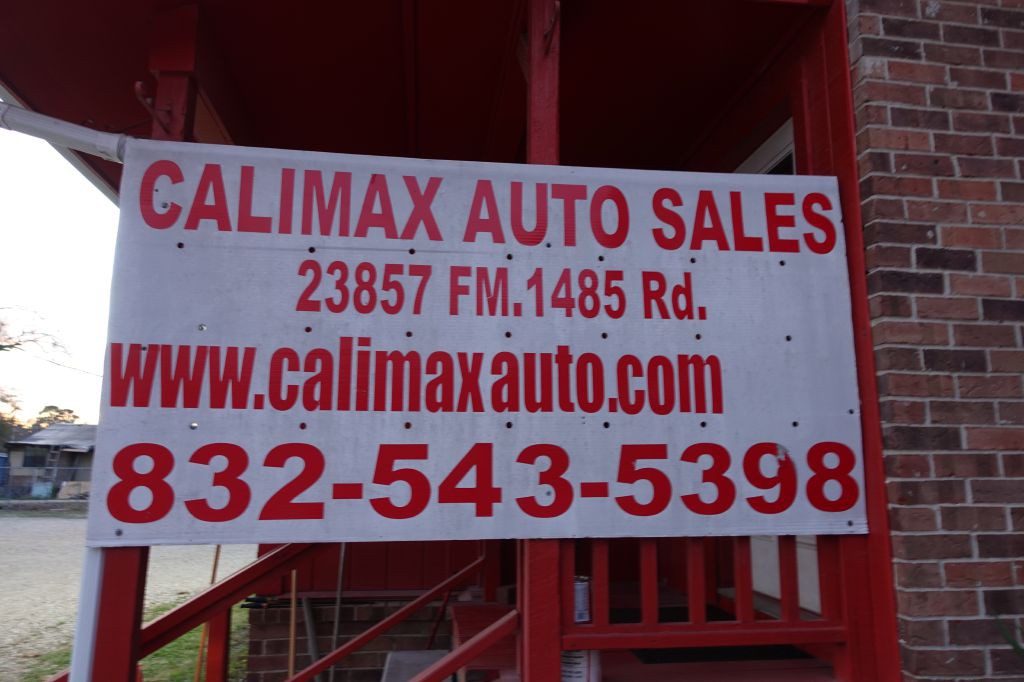 CALIMAX AUTO SALES
23857 FM.1485 Rd.
www.calimaxauto.com
832-543-5398